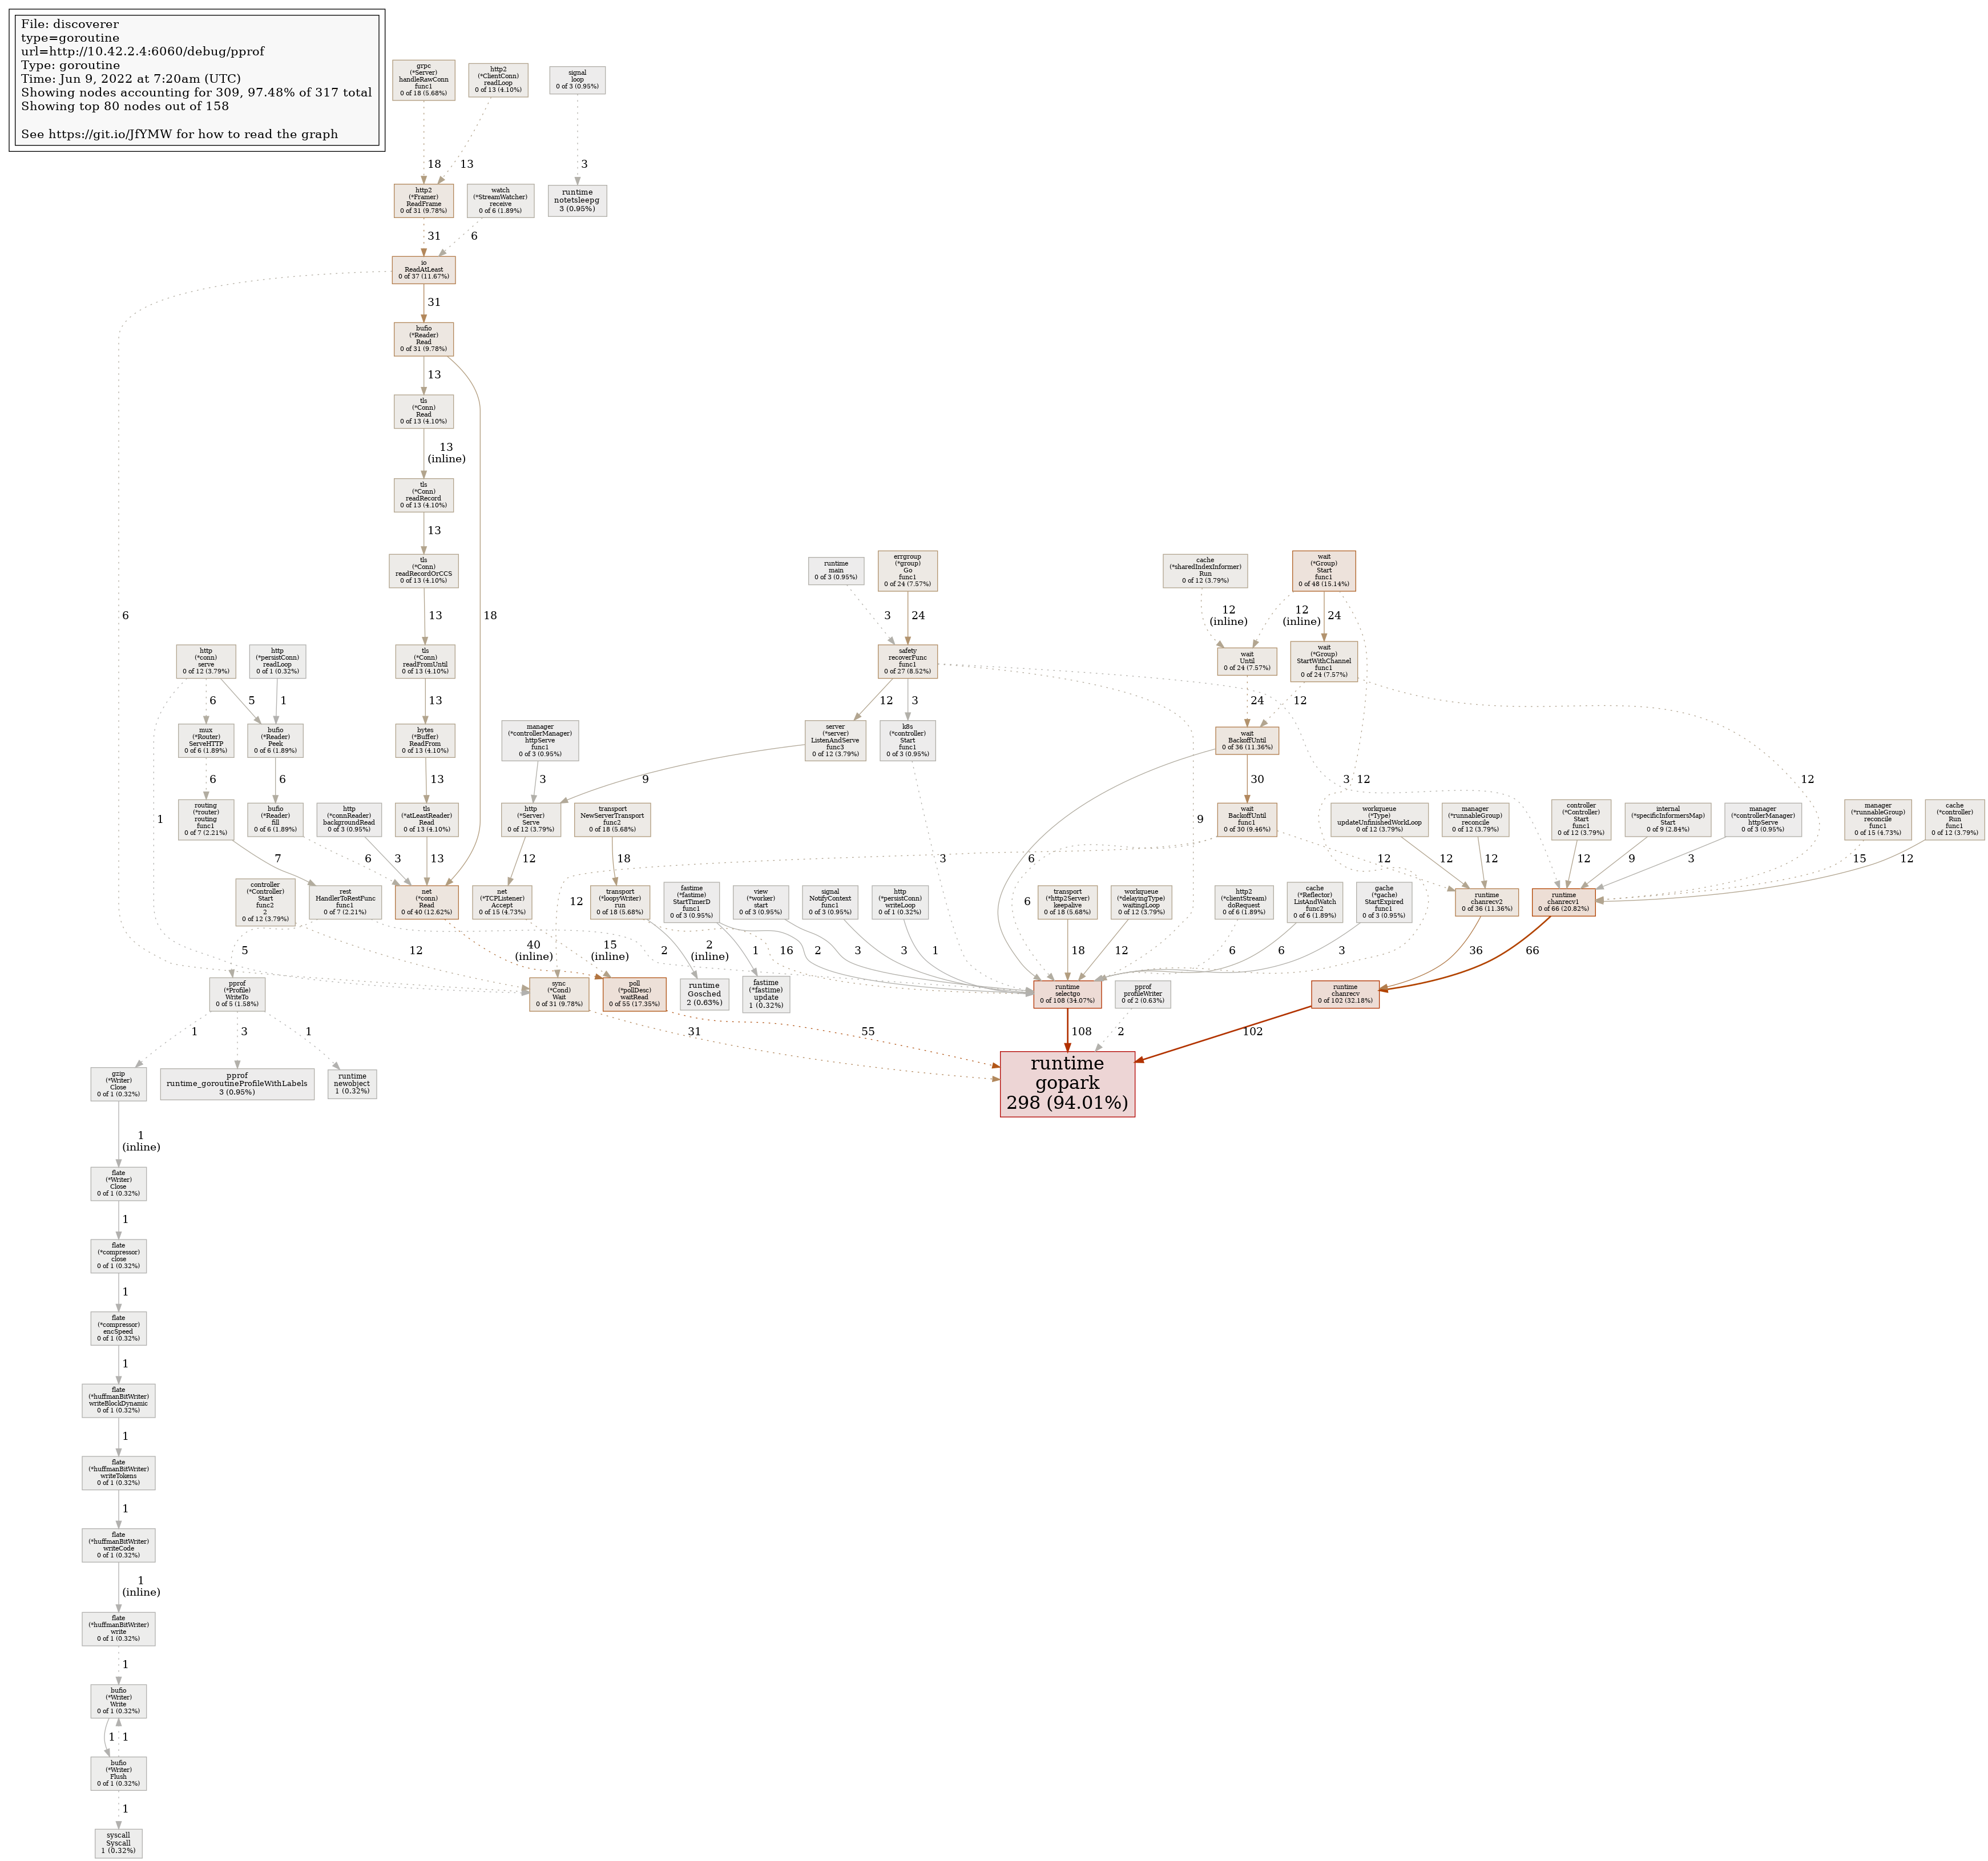 File: discoverer
type=goroutine
url=http://10.42.2.4:6060/debug/pprof
Type: goroutine
Time: Jun 9, 2022 at 7:20am (UTC)
Showing nodes accounting for 309, 97.48% of 317 total
Showing top 80 nodes out of 158
See https://git.io/JfYMW for how to read the graph
grpc
(*Server)
handleRawConn
func1
0 of 18 (5.68%)
http2
(*ClientConn)
readLoop
0 of 13 (4.10%)
signal
loop
0 of 3 (0.95%)
18
13
3
http2
(*Framer)
ReadFrame
0 of 31 (9.78%)
watch
(*StreamWatcher)
receive
0 of 6 (1.89%)
runtime
notetsleepg
3 (0.95%)
31
6
io
ReadAtLeast
0 of 37 (11.67%)
31
bufio
(*Reader)
Read
0 of 31 (9.78%)
13
tls
(*Conn)
Read
0 of 13 (4.10%)
13
(inline)
tls
(*Conn)
readRecord
0 of 13 (4.10%)
13
tls
(*Conn)
readRecordOrCCS
0 of 13 (4.10%)
runtime
main
0 of 3 (0.95%)
errgroup
(*group)
Go
func1
0 of 24 (7.57%)
cache
(*sharedIndexInformer)
Run
0 of 12 (3.79%)
wait
(*Group)
Start
func1
0 of 48 (15.14%)
6
13
18
3
24
12
(inline)
12
(inline)
24
http
(*conn)
serve
0 of 12 (3.79%)
http
(*persistConn)
readLoop
0 of 1 (0.32%)
tls
(*Conn)
readFromUntil
0 of 13 (4.10%)
safety
recoverFunc
func1
0 of 27 (8.52%)
wait
Until
0 of 24 (7.57%)
wait
(*Group)
StartWithChannel
func1
0 of 24 (7.57%)
6
5
1
13
12
3
24
12
mux
(*Router)
ServeHTTP
0 of 6 (1.89%)
bufio
(*Reader)
Peek
0 of 6 (1.89%)
bytes
(*Buffer)
ReadFrom
0 of 13 (4.10%)
manager
(*controllerManager)
httpServe
func1
0 of 3 (0.95%)
server
(*server)
ListenAndServe
func3
0 of 12 (3.79%)
k8s
(*controller)
Start
func1
0 of 3 (0.95%)
wait
BackoffUntil
0 of 36 (11.36%)
6
6
13
3
9
30
3
12
12
routing
(*router)
routing
func1
0 of 7 (2.21%)
bufio
(*Reader)
fill
0 of 6 (1.89%)
http
(*connReader)
backgroundRead
0 of 3 (0.95%)
tls
(*atLeastReader)
Read
0 of 13 (4.10%)
http
(*Server)
Serve
0 of 12 (3.79%)
transport
NewServerTransport
func2
0 of 18 (5.68%)
wait
BackoffUntil
func1
0 of 30 (9.46%)
workqueue
(*Type)
updateUnfinishedWorkLoop
0 of 12 (3.79%)
manager
(*runnableGroup)
reconcile
0 of 12 (3.79%)
controller
(*Controller)
Start
func1
0 of 12 (3.79%)
internal
(*specificInformersMap)
Start
0 of 9 (2.84%)
manager
(*controllerManager)
httpServe
0 of 3 (0.95%)
manager
(*runnableGroup)
reconcile
func1
0 of 15 (4.73%)
cache
(*controller)
Run
func1
0 of 12 (3.79%)
1
9
7
6
3
13
12
18
3
6
12
12
12
12
9
3
15
12
controller
(*Controller)
Start
func2
2
0 of 12 (3.79%)
rest
HandlerToRestFunc
func1
0 of 7 (2.21%)
net
(*conn)
Read
0 of 40 (12.62%)
net
(*TCPListener)
Accept
0 of 15 (4.73%)
transport
(*loopyWriter)
run
0 of 18 (5.68%)
fastime
(*fastime)
StartTimerD
func1
0 of 3 (0.95%)
view
(*worker)
start
0 of 3 (0.95%)
signal
NotifyContext
func1
0 of 3 (0.95%)
http
(*persistConn)
writeLoop
0 of 1 (0.32%)
transport
(*http2Server)
keepalive
0 of 18 (5.68%)
workqueue
(*delayingType)
waitingLoop
0 of 12 (3.79%)
http2
(*clientStream)
doRequest
0 of 6 (1.89%)
cache
(*Reflector)
ListAndWatch
func2
0 of 6 (1.89%)
gache
(*gache)
StartExpired
func1
0 of 3 (0.95%)
runtime
chanrecv2
0 of 36 (11.36%)
runtime
chanrecv1
0 of 66 (20.82%)
12
6
5
12
40
(inline)
15
(inline)
2
2
(inline)
1
16
2
3
3
1
18
12
6
6
3
36
66
pprof
(*Profile)
WriteTo
0 of 5 (1.58%)
sync
(*Cond)
Wait
0 of 31 (9.78%)
poll
(*pollDesc)
waitRead
0 of 55 (17.35%)
runtime
Gosched
2 (0.63%)
fastime
(*fastime)
update
1 (0.32%)
runtime
selectgo
0 of 108 (34.07%)
pprof
profileWriter
0 of 2 (0.63%)
runtime
chanrecv
0 of 102 (32.18%)
1
3
1
31
55
108
2
102
gzip
(*Writer)
Close
0 of 1 (0.32%)
pprof
runtime_goroutineProfileWithLabels
3 (0.95%)
runtime
newobject
1 (0.32%)
runtime
gopark
298 (94.01%)
1
(inline)
flate
(*Writer)
Close
0 of 1 (0.32%)
1
flate
(*compressor)
close
0 of 1 (0.32%)
1
flate
(*compressor)
encSpeed
0 of 1 (0.32%)
1
flate
(*huffmanBitWriter)
writeBlockDynamic
0 of 1 (0.32%)
1
flate
(*huffmanBitWriter)
writeTokens
0 of 1 (0.32%)
1
flate
(*huffmanBitWriter)
writeCode
0 of 1 (0.32%)
1
(inline)
flate
(*huffmanBitWriter)
write
0 of 1 (0.32%)
1
bufio
(*Writer)
Write
0 of 1 (0.32%)
1
1
bufio
(*Writer)
Flush
0 of 1 (0.32%)
1
syscall
Syscall
1 (0.32%)